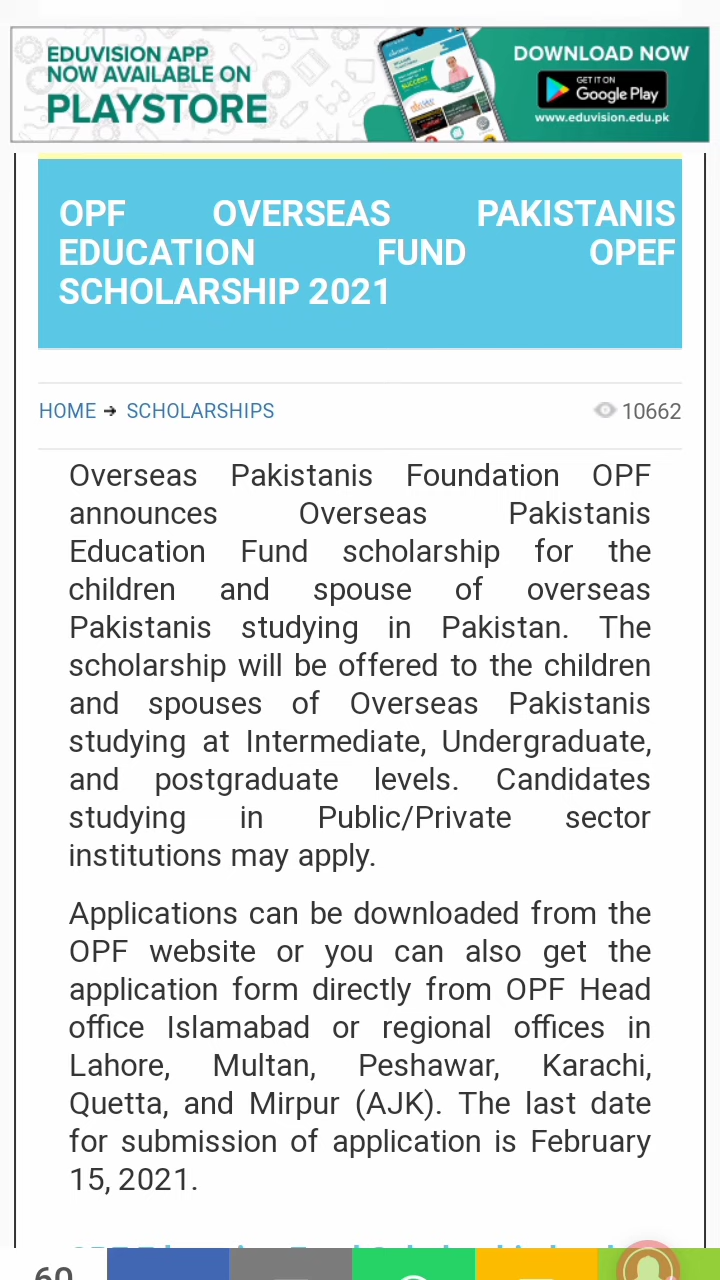 EDUVISION APP
NOW AVAILABLE ON
PLAYSTORE
DOWNLOAD NOW
GET IT ON
Google Play
www.eduvision.edu.pk
OPF OVERSEAS PAKISTANIS
EDUCATION FUND OPEF
SCHOLARSHIP 2021
HOME → SCHOLARSHIPS
10662
Overseas Pakistanis Foundation OPF
announces Overseas Pakistanis
Education Fund scholarship for the
children and spouse of overseas
Pakistanis studying in Pakistan. The
scholarship will be offered to the children
and spouses of Overseas Pakistanis
studying at Intermediate, Undergraduate,
and postgraduate levels. Candidates
studying in Public/Private sector
institutions may apply.
Applications can be downloaded from the
OPF website or you can also get the
application form directly from OPF Head
office Islamabad or regional offices in
Lahore, Multan, Peshawar, Karachi,
Quetta, and Mirpur (AJK). The last date
for submission of application is February
15, 2021.
60